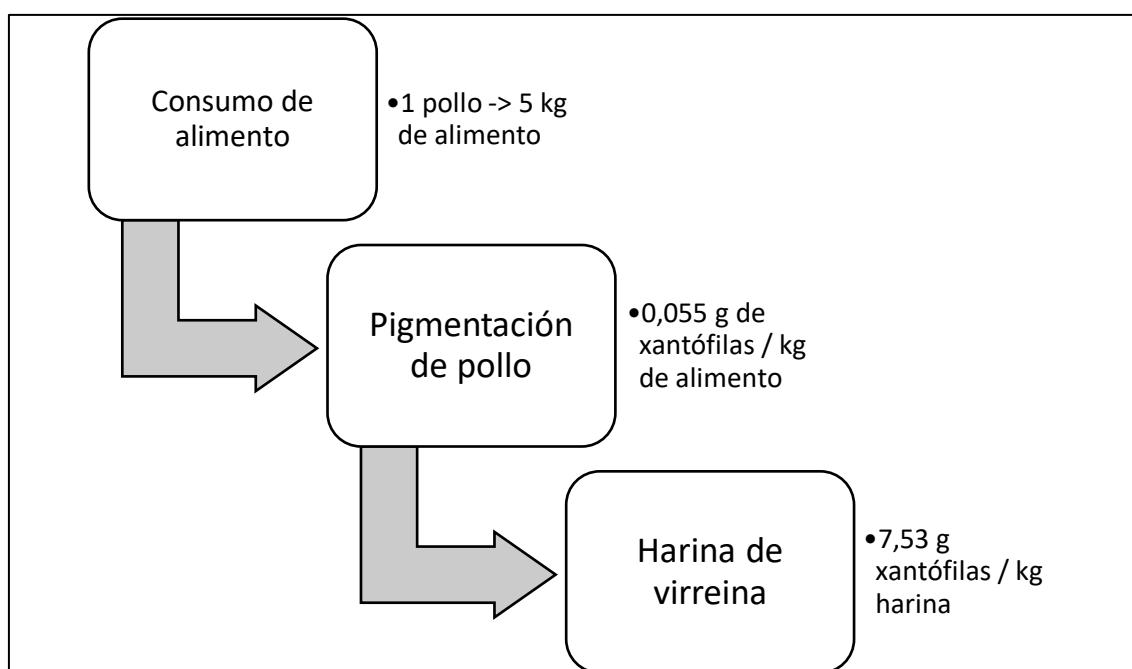 Consumo de
alimento
•1 pollo -> 5 kg
de alimento
Pigmentación
de pollo
•0,055 g de
xantófilas / kg
de alimento
Harina de
virreina
•7,53 g
xantófilas / kg
harina